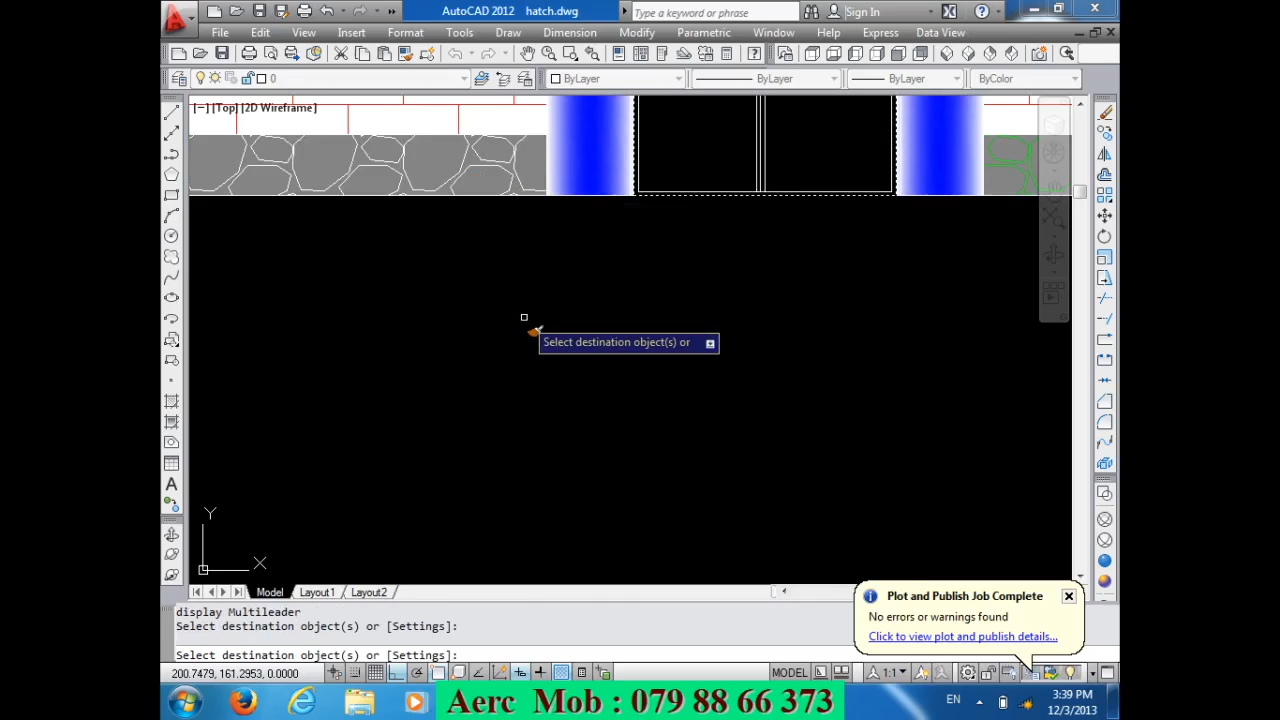 AutoCAD 2012 hatch.dwg
Type a keyword or phrase
Sign In
File Edit View Insert Format Tools Draw Dimension Modify Parametric Window Help Express Data View
0
ByLayer
ByLayer
ByLayer
ByColor
[−] [Top] [2D Wireframe]
Select destination object(s) or
Y
X
A
Model Layout1 Layout2
display Multileader
Select destination object(s) or [Settings]:
Select destination object(s) or [Settings]:
Plot and Publish Job Complete
No errors or warnings found
Click to view plot and publish details...
200.7479, 161.2953, 0.0000
MODEL
1:1
Aerc Mob : 079 88 66 373
EN
3:39 PM
12/3/2013